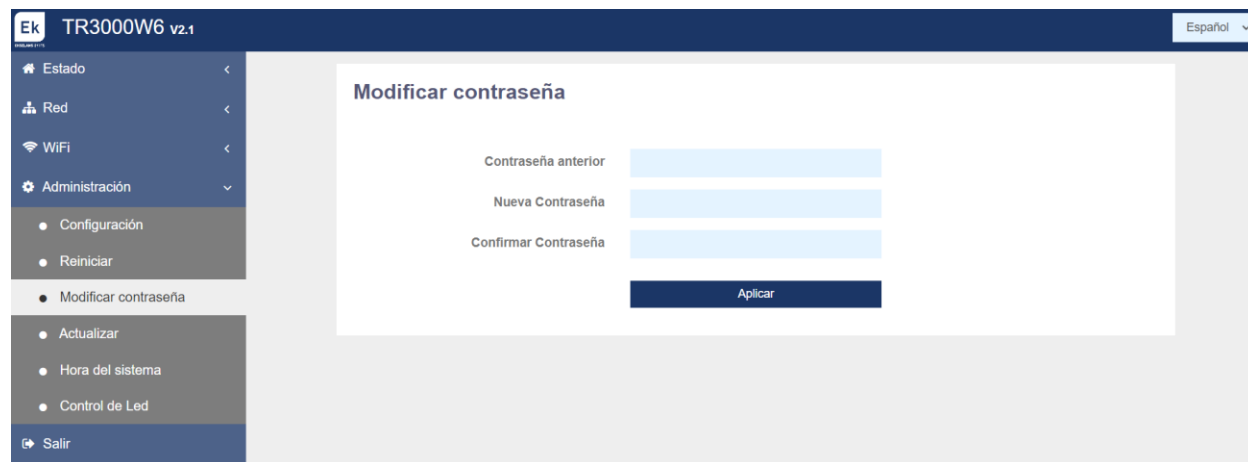 Ek
TR3000W6 V2.1
Español
Estado
Red
WiFi
Administración
Configuración
Reiniciar
Modificar contraseña
Actualizar
Hora del sistema
Control de Led
Salir
Modificar contraseña
Contraseña anterior
Nueva Contraseña
Confirmar Contraseña
Aplicar